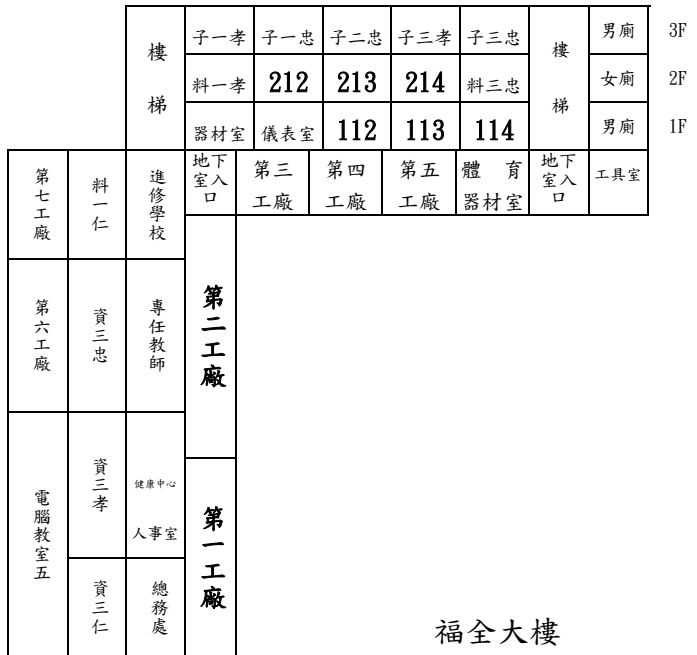 樓梯 子一孝 子一忠 子二忠 子三孝 子三忠 樓梯 男廁 3F
料一孝 212 213 214 料三忠 女廁 2F
器材室 儀表室 112 113 114 男廁 1F
第七工廠 料一仁 進修學校 地下室入口 第三工廠 第四工廠 第五工廠 體育器材室 地下室入口 工具室
第六工廠 資三忠 專任教師 第二工廠
電腦教室五 資三孝 健康中心 人事室 第一工廠
資三仁 總務處
福全大樓